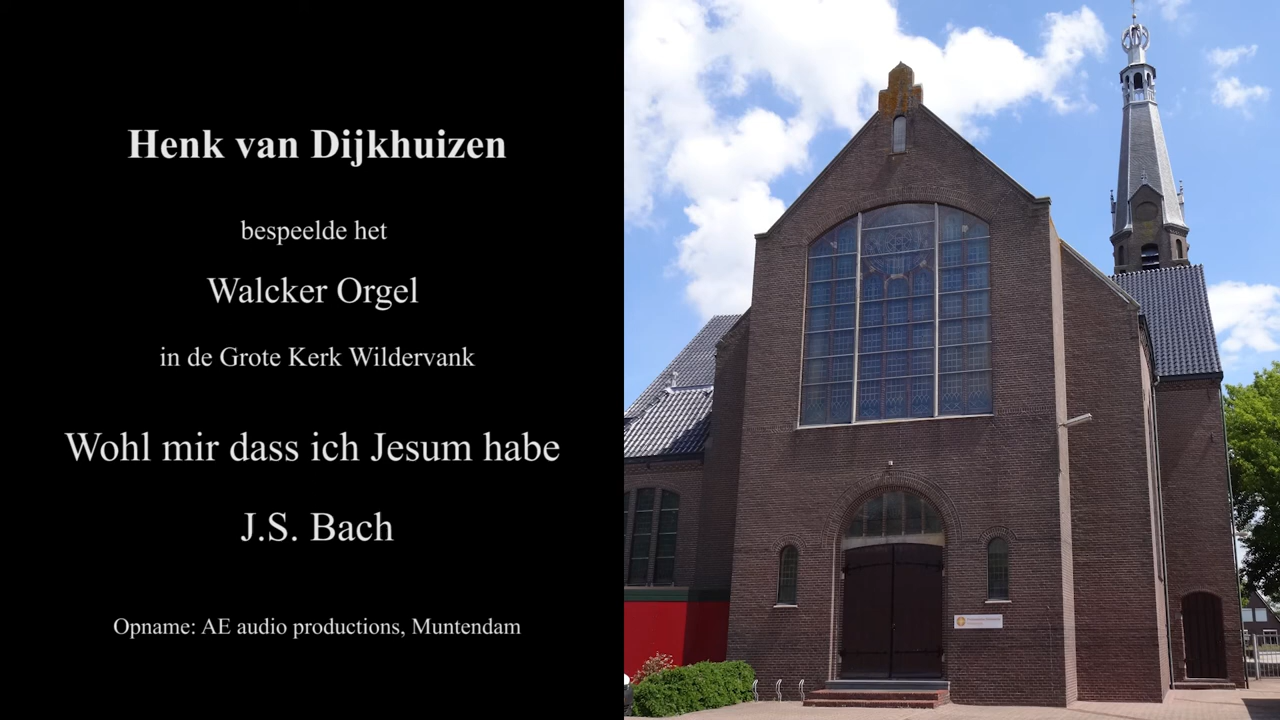 Henk van Dijkhuizen
bespeelde het
Walcker Orgel
in de Grote Kerk Wildervank
Wohl mir dass ich Jesum habe
J.S. Bach
Opname: AE audio productions, Muntendam